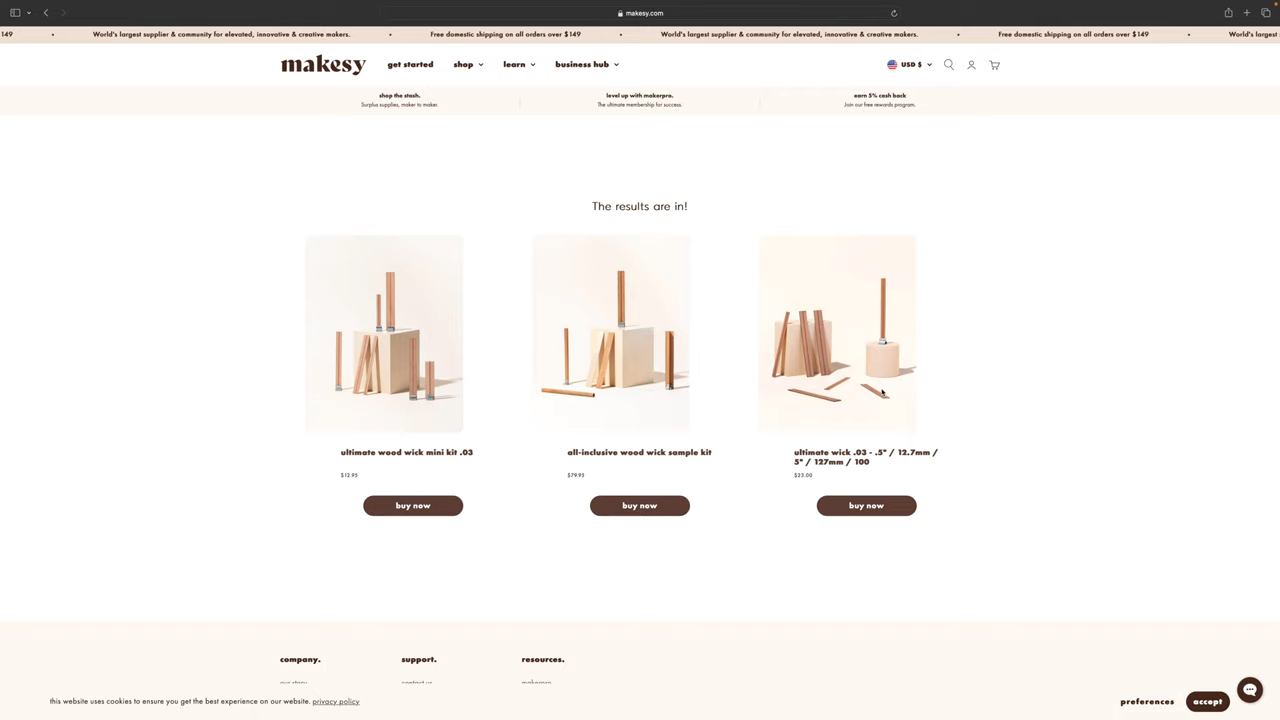 makesy.com
149 • World's largest supplier & community for elevated, innovative & creative makers. • Free domestic shipping on all orders over $149 • World's largest supplier & community for elevated, innovative & creative makers. • Free domestic shipping on all orders over $149 • World's largest
makesy get started shop learn business hub USD $
shop the stash. level up with makerpro. earn 5% cash back
Surplus supplies, maker to maker. The ultimate membership for success. Join our free rewards program.
The results are in!
ultimate wood wick mini kit .03
$12.95
buy now
all-inclusive wood wick sample kit
$79.95
buy now
ultimate wick .03 - .5" / 12.7mm /
5" / 127mm / 100
$23.00
buy now
company. support. resources.
our story contact us makerpro
this website uses cookies to ensure you get the best experience on our website. privacy policy
preferences accept